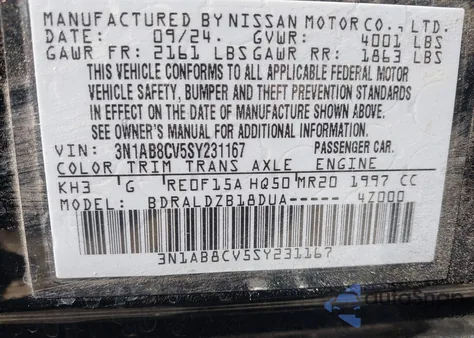 MANUFACTURED BY NISSAN MOTOR CO., LTD.
DATE: 09/24. GVWR: 4001 LBS
GAWR FR: 2161 LBS GAWR RR: 1863 LBS
THIS VEHICLE CONFORMS TO ALL APPLICABLE FEDERAL MOTOR
VEHICLE SAFETY, BUMPER AND THEFT PREVENTION STANDARDS
IN EFFECT ON THE DATE OF MANUFACTURE SHOWN ABOVE.
SEE OWNER'S MANUAL FOR ADDITIONAL INFORMATION.
VIN: 3N1AB8CV5SY231167 PASSENGER CAR.
COLOR TRIM TRANS AXLE ENGINE
KH3 G RE0F15A HQ50 MR20 1997 CC
MODEL: BDRALDZB18DUA----- 4Z000
3N1AB8CV5SY231167